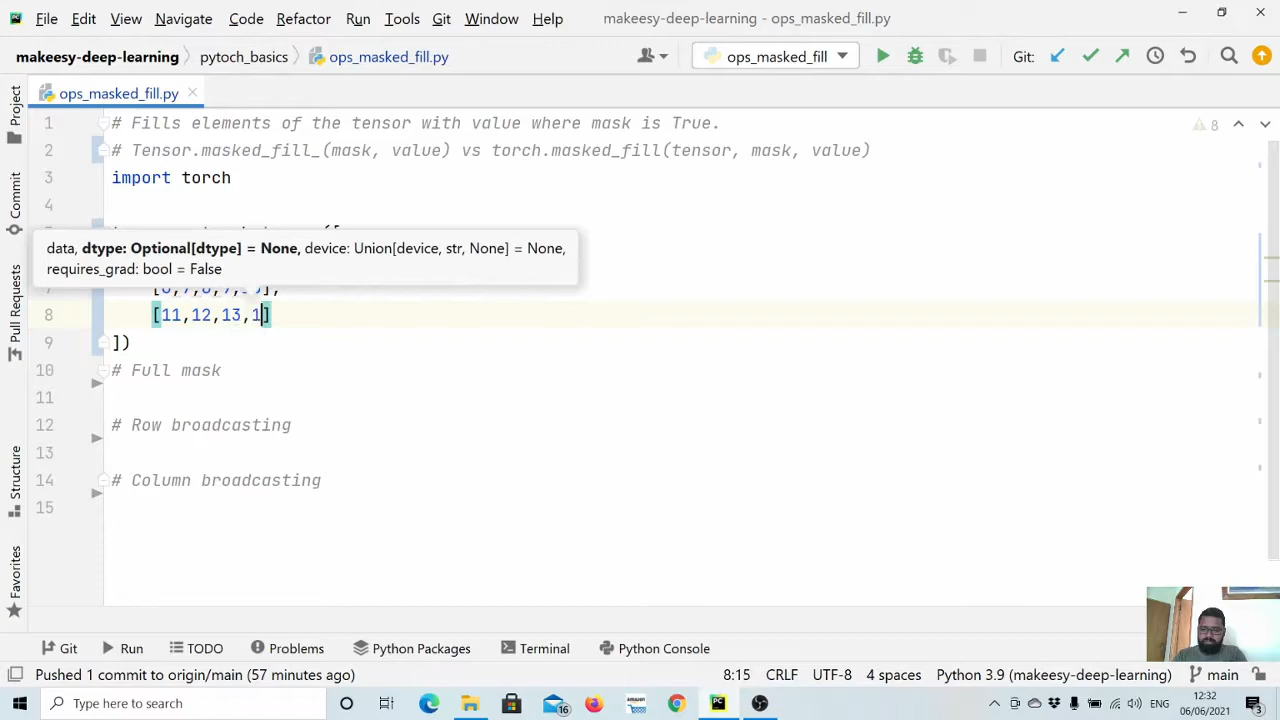 File Edit View Navigate Code Refactor Run Tools Git Window Help makeesy-deep-learning - ops_masked_fill.py
makeesy-deep-learning pytoch_basics ops_masked_fill.py ops_masked_fill Git:
ops_masked_fill.py
Project
Commit
Pull Requests
Structure
Favorites
1 # Fills elements of the tensor with value where mask is True.
8
2 # Tensor.masked_fill_(mask, value) vs torch.masked_fill(tensor, mask, value)
3 import torch
4
data, dtype: Optional[dtype] = None, device: Union[device, str, None] = None,
requires_grad: bool = False
8 [11,12,13,1]
9 ])
10 # Full mask
11
12 # Row broadcasting
13
14 # Column broadcasting
15
Git Run TODO Problems Python Packages Terminal Python Console
Pushed 1 commit to origin/main (57 minutes ago) 8:15 CRLF UTF-8 4 spaces Python 3.9 (makeesy-deep-learning) main
Type here to search
16
amazon
PC
12:32
06/06/2021
3